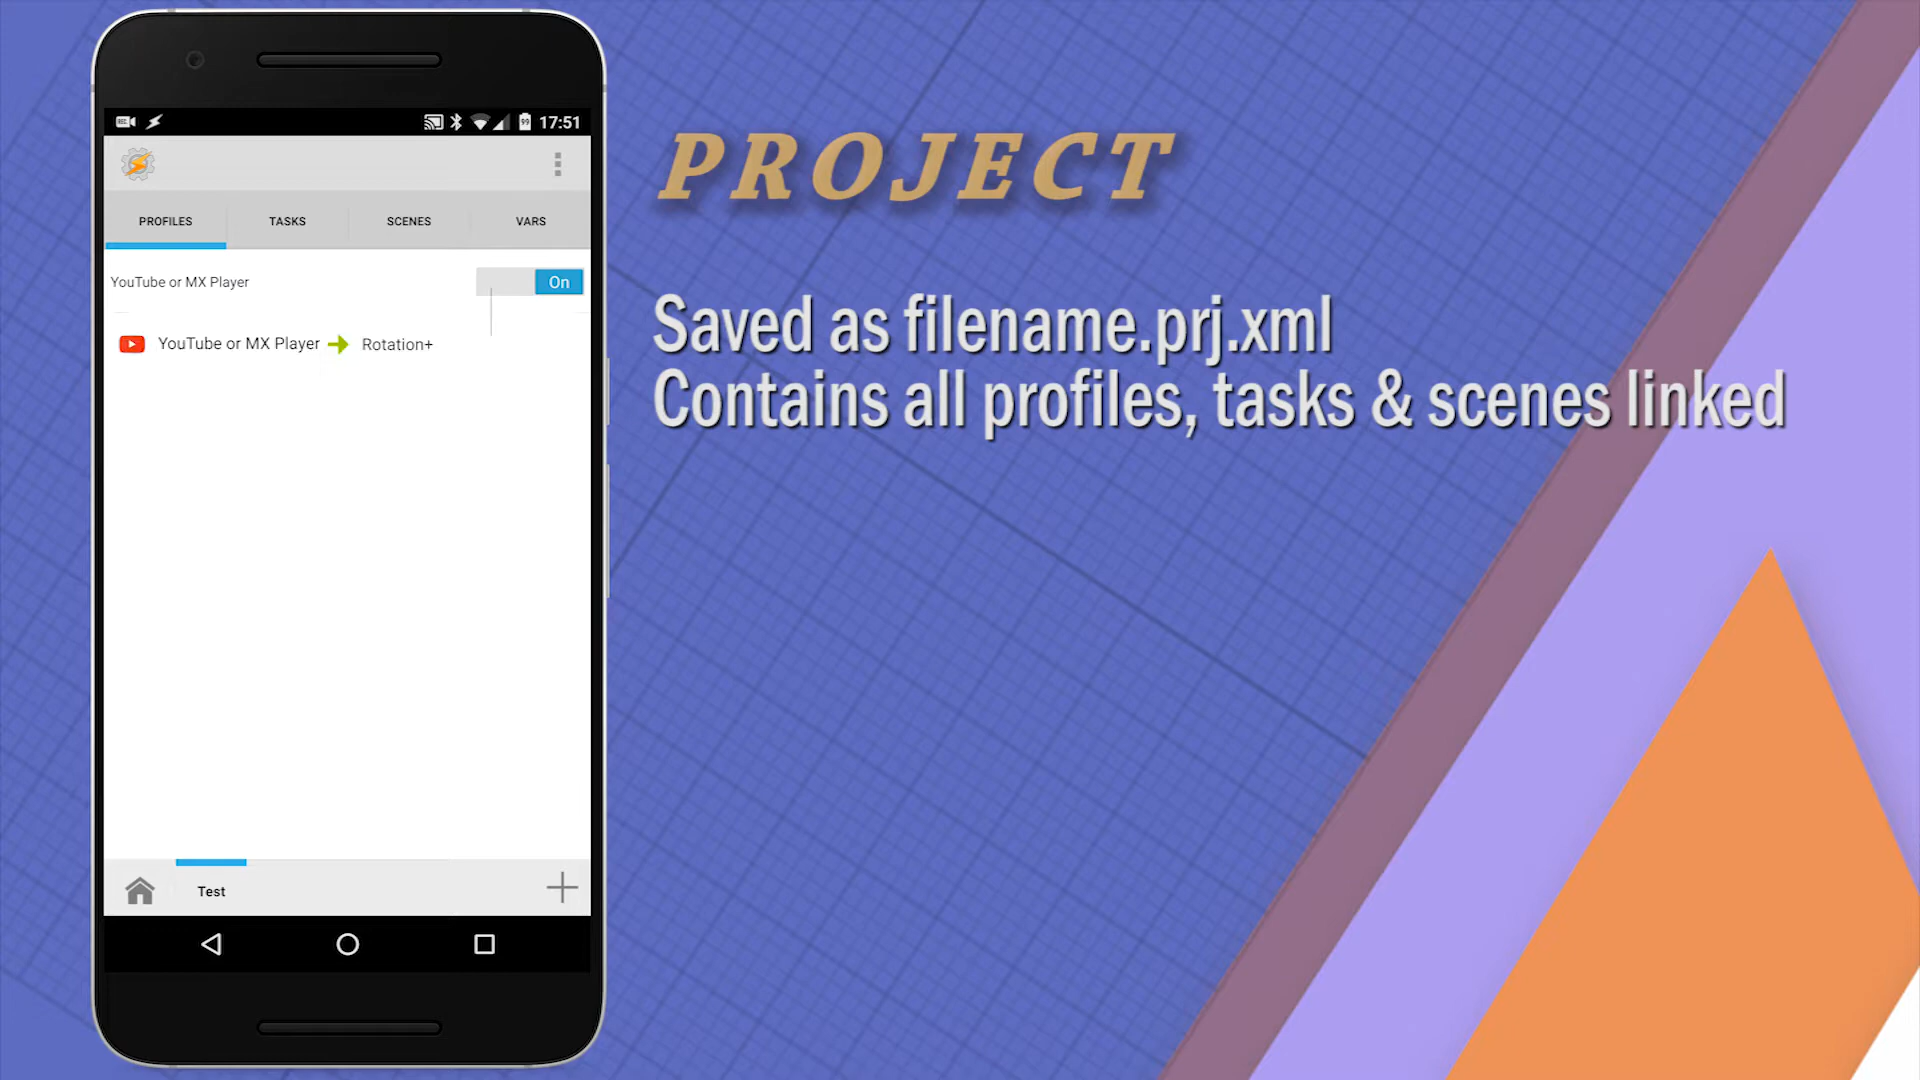 17:51
PROFILES TASKS SCENES VARS
YouTube or MX Player On
YouTube or MX Player Rotation+
Test
PROJECT
Saved as filename.prj.xml
Contains all profiles, tasks & scenes linked